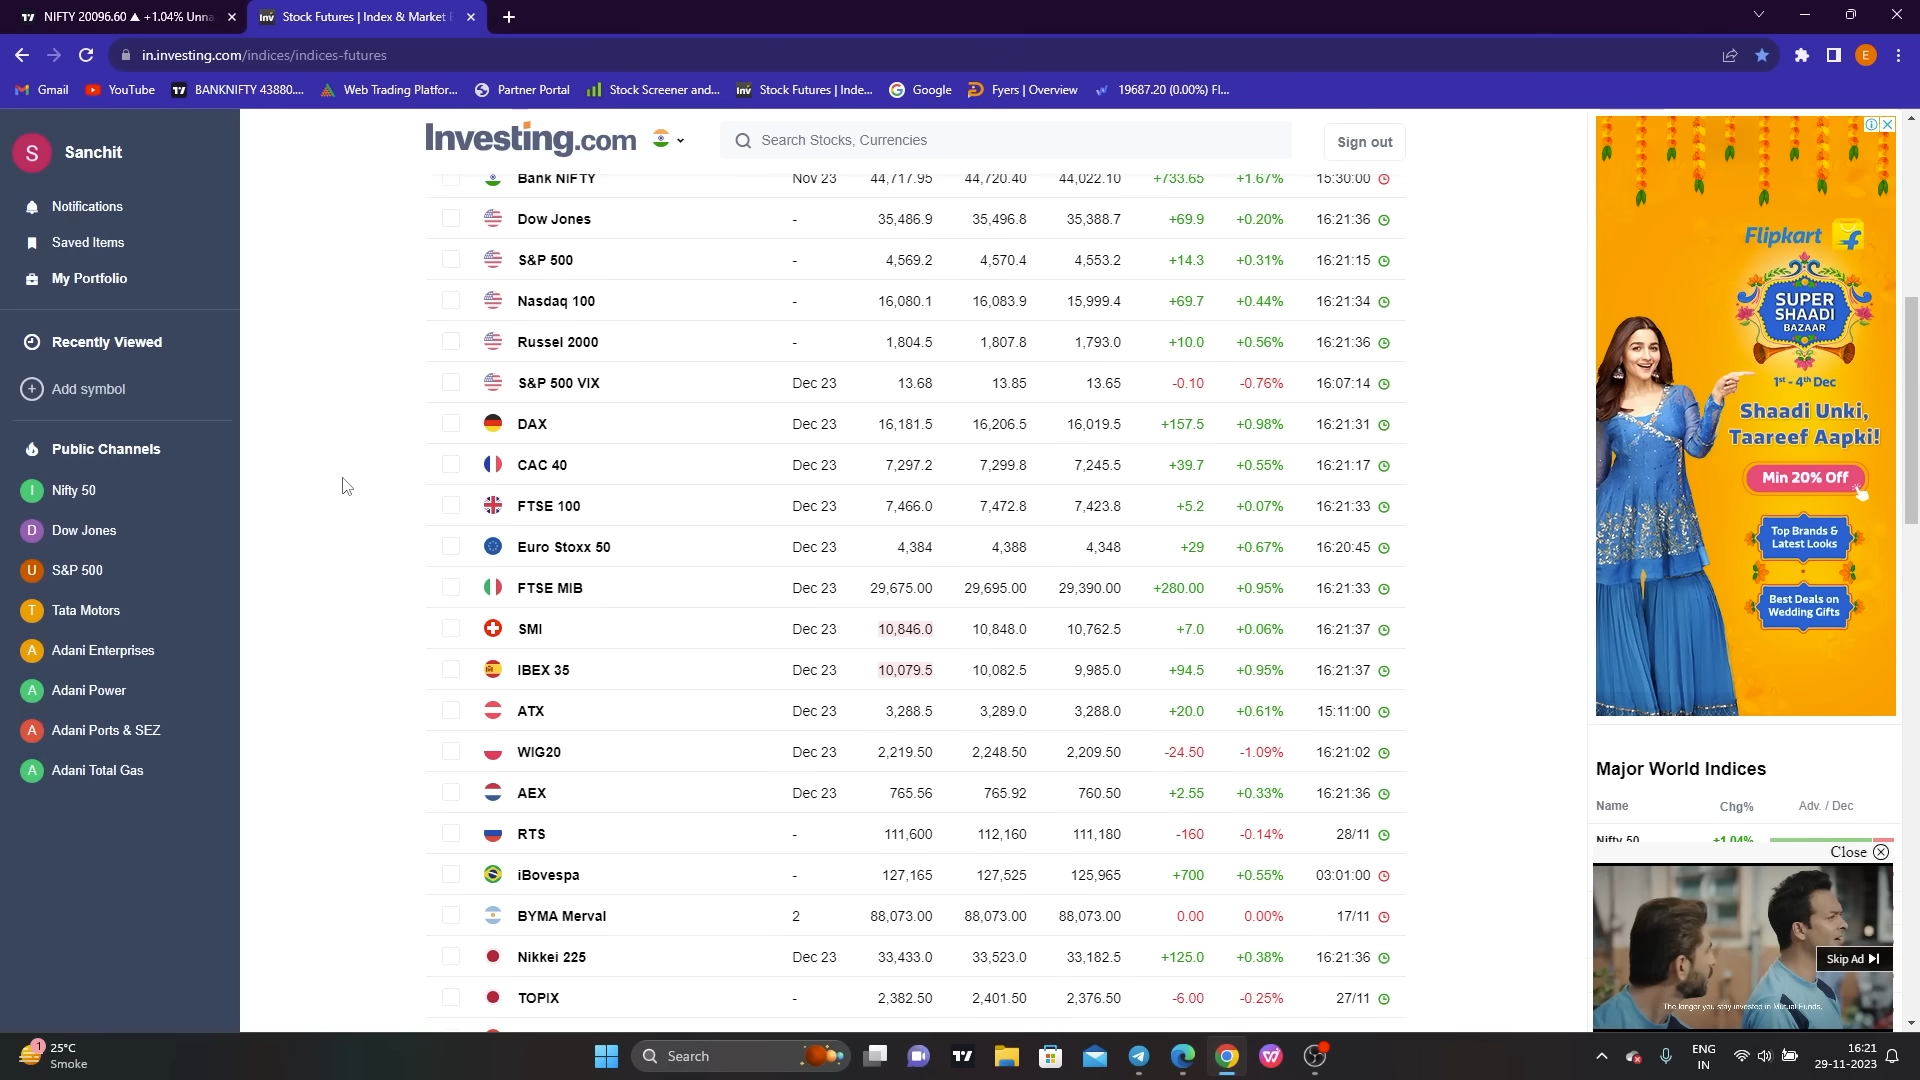 NIFTY 20096.60 ▲ +1.04% Unna
Stock Futures | Index & Market F
in.investing.com/indices/indices-futures
E
Gmail
YouTube
BANKNIFTY 43880....
Web Trading Platfor...
Partner Portal
Stock Screener and...
Stock Futures | Inde...
Google
Fyers | Overview
19687.20 (0.00%) Fl...
S Sanchit
Notifications
Saved Items
My Portfolio
Recently Viewed
Add symbol
Public Channels
I Nifty 50
D Dow Jones
U S&P 500
T Tata Motors
A Adani Enterprises
A Adani Power
A Adani Ports & SEZ
A Adani Total Gas
Investing.com
Search Stocks, Currencies
Sign out
Bank NIFTY Nov 23 44,717.95 44,720.40 44,022.10 +733.65 +1.67% 15:30:00
Dow Jones - 35,486.9 35,496.8 35,388.7 +69.9 +0.20% 16:21:36
S&P 500 - 4,569.2 4,570.4 4,553.2 +14.3 +0.31% 16:21:15
Nasdaq 100 - 16,080.1 16,083.9 15,999.4 +69.7 +0.44% 16:21:34
Russel 2000 - 1,804.5 1,807.8 1,793.0 +10.0 +0.56% 16:21:36
S&P 500 VIX Dec 23 13.68 13.85 13.65 -0.10 -0.76% 16:07:14
DAX Dec 23 16,181.5 16,206.5 16,019.5 +157.5 +0.98% 16:21:31
CAC 40 Dec 23 7,297.2 7,299.8 7,245.5 +39.7 +0.55% 16:21:17
FTSE 100 Dec 23 7,466.0 7,472.8 7,423.8 +5.2 +0.07% 16:21:33
Euro Stoxx 50 Dec 23 4,384 4,388 4,348 +29 +0.67% 16:20:45
FTSE MIB Dec 23 29,675.00 29,695.00 29,390.00 +280.00 +0.95% 16:21:33
SMI Dec 23 10,846.0 10,848.0 10,762.5 +7.0 +0.06% 16:21:37
IBEX 35 Dec 23 10,079.5 10,082.5 9,985.0 +94.5 +0.95% 16:21:37
ATX Dec 23 3,288.5 3,289.0 3,288.0 +20.0 +0.61% 15:11:00
WIG20 Dec 23 2,219.50 2,248.50 2,209.50 -24.50 -1.09% 16:21:02
AEX Dec 23 765.56 765.92 760.50 +2.55 +0.33% 16:21:36
RTS - 111,600 112,160 111,180 -160 -0.14% 28/11
iBovespa - 127,165 127,525 125,965 +700 +0.55% 03:01:00
BYMA Merval 2 88,073.00 88,073.00 88,073.00 0.00 0.00% 17/11
Nikkei 225 Dec 23 33,433.0 33,523.0 33,182.5 +125.0 +0.38% 16:21:36
TOPIX - 2,382.50 2,401.50 2,376.50 -6.00 -0.25% 27/11
Flipkart
SUPER
SHAADI
BAZAAR
1st - 4th Dec
Shaadi Unki,
Taareef Aapki!
Min 20% Off
Top Brands &
Latest Looks
Best Deals on
Wedding Gifts
Major World Indices
Name Chg% Adv. / Dec
Nifty 50 +1.04%
Close
Skip Ad
The longer you stay invested in Mutual Funds,
1
25°C
Smoke
Search
ENG
IN
16:21
29-11-2023